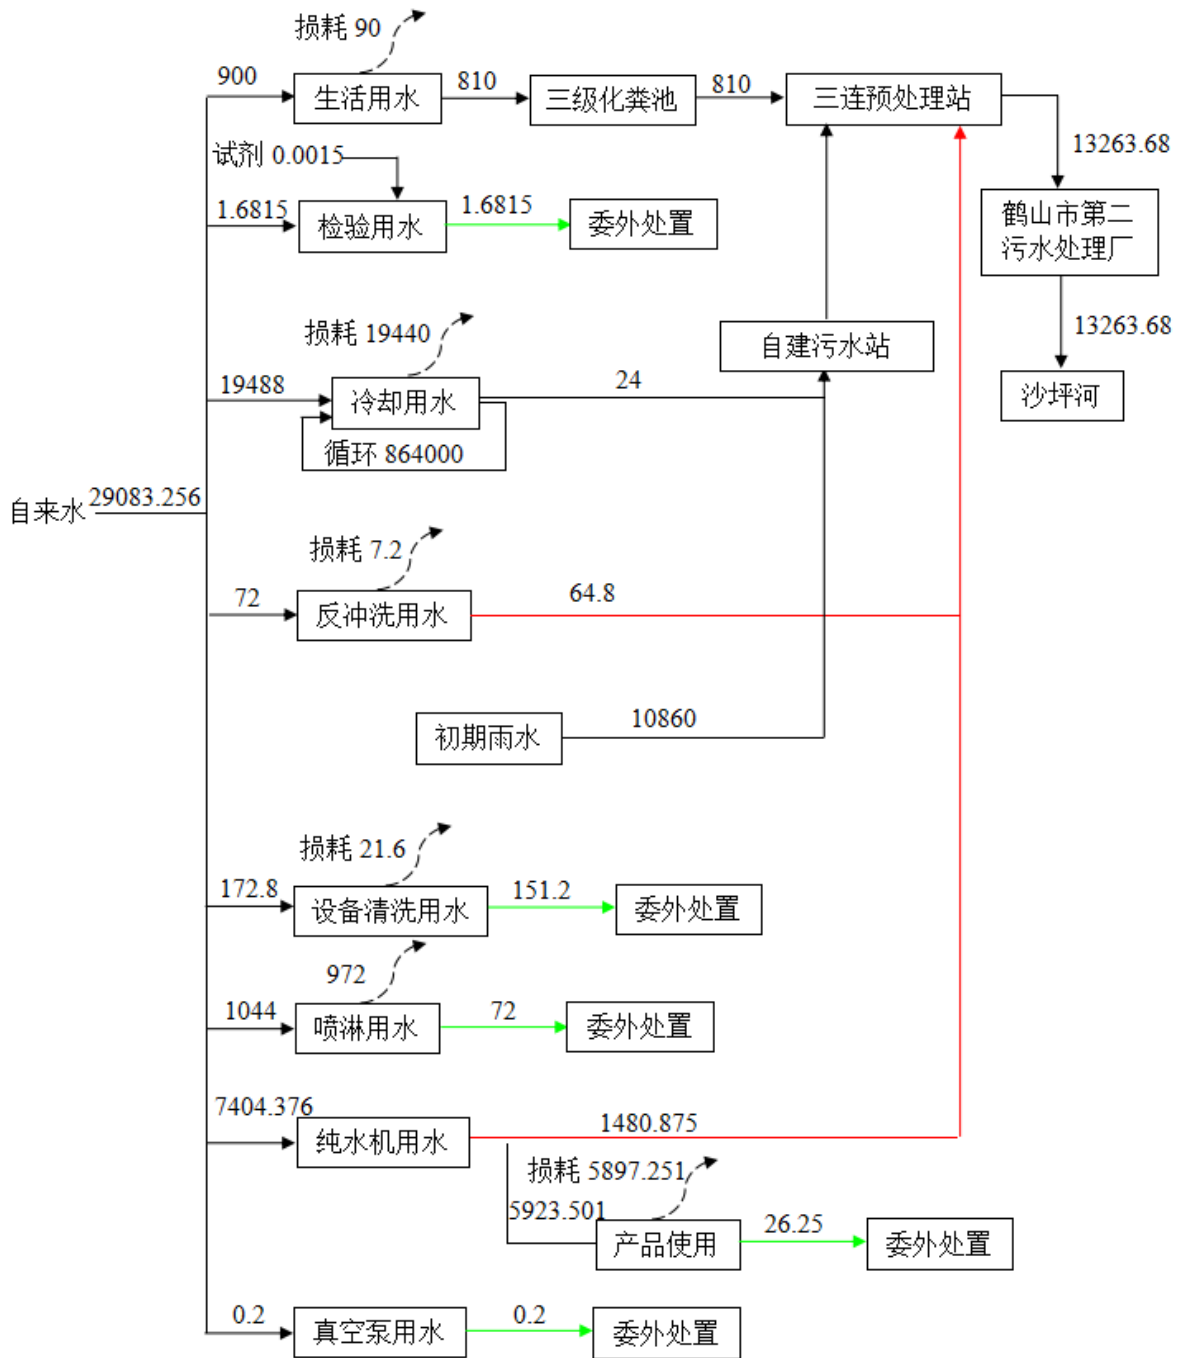 损耗 90
900
生活用水
810
三级化粪池
810
三连预处理站
13263.68
试剂 0.0015
1.6815
检验用水
1.6815
委外处置
鹤山市第二
污水处理厂
13263.68
沙坪河
损耗 19440
自建污水站
19488
冷却用水
24
循环 864000
自来水
29083.256
损耗 7.2
72
反冲洗用水
64.8
初期雨水
10860
损耗 21.6
172.8
设备清洗用水
151.2
委外处置
972
1044
喷淋用水
72
委外处置
7404.376
纯水机用水
1480.875
损耗 5897.251
5923.501
产品使用
26.25
委外处置
0.2
真空泵用水
0.2
委外处置